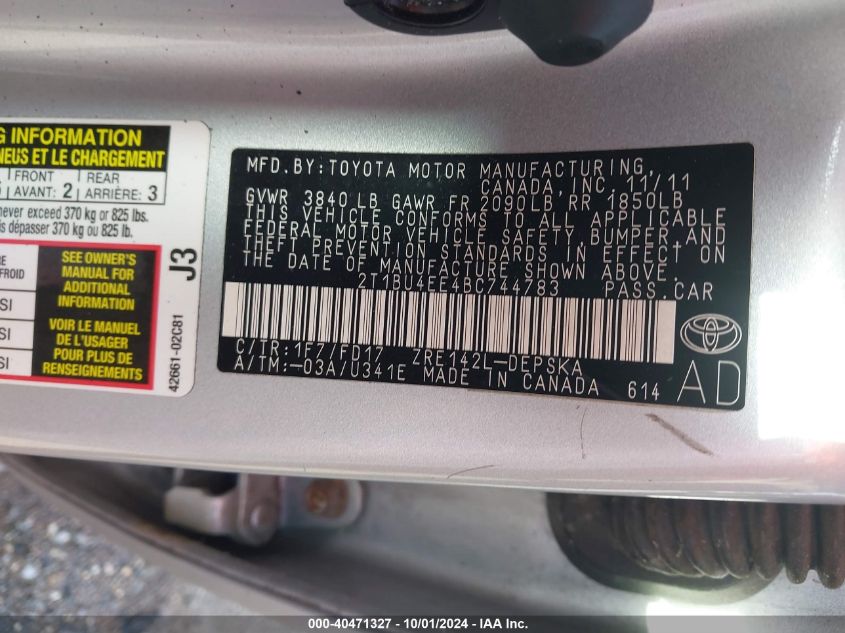 G INFORMATION
NEUS ET LE CHARGEMENT
FRONT REAR
AVANT: 2 ARRIÈRE: 3
never exceed 370 kg or 825 lbs.
dépasser 370 kg ou 825 lb.
FROID
SI
SI
SI
SEE OWNER'S
MANUAL FOR
ADDITIONAL
INFORMATION
VOIR LE MANUEL
DE L'USAGER
POUR PLUS DE
RENSEIGNEMENTS
J3
42661-02C81
MFD.BY:TOYOTA MOTOR MANUFACTURING,
CANADA, INC. 11/11
GVWR 3840 LB GAWR FR 2090LB RR 1850LB
THIS VEHICLE CONFORMS TO ALL APPLICABLE
FEDERAL MOTOR VEHICLE SAFETY,BUMPER,AND
THEFT PREVENTION STANDARDS IN EFFECT ON
THE DATE OF MANUFACTURE SHOWN ABOVE.
2T1BU4EE4BC744783 PASS.CAR
C/TR:1F7/FD17 ZRE142L-DEPSKA
A/TM:-03A/U341E MADE IN CANADA 614
AD
000-40471327 - 10/01/2024 - IAA Inc.